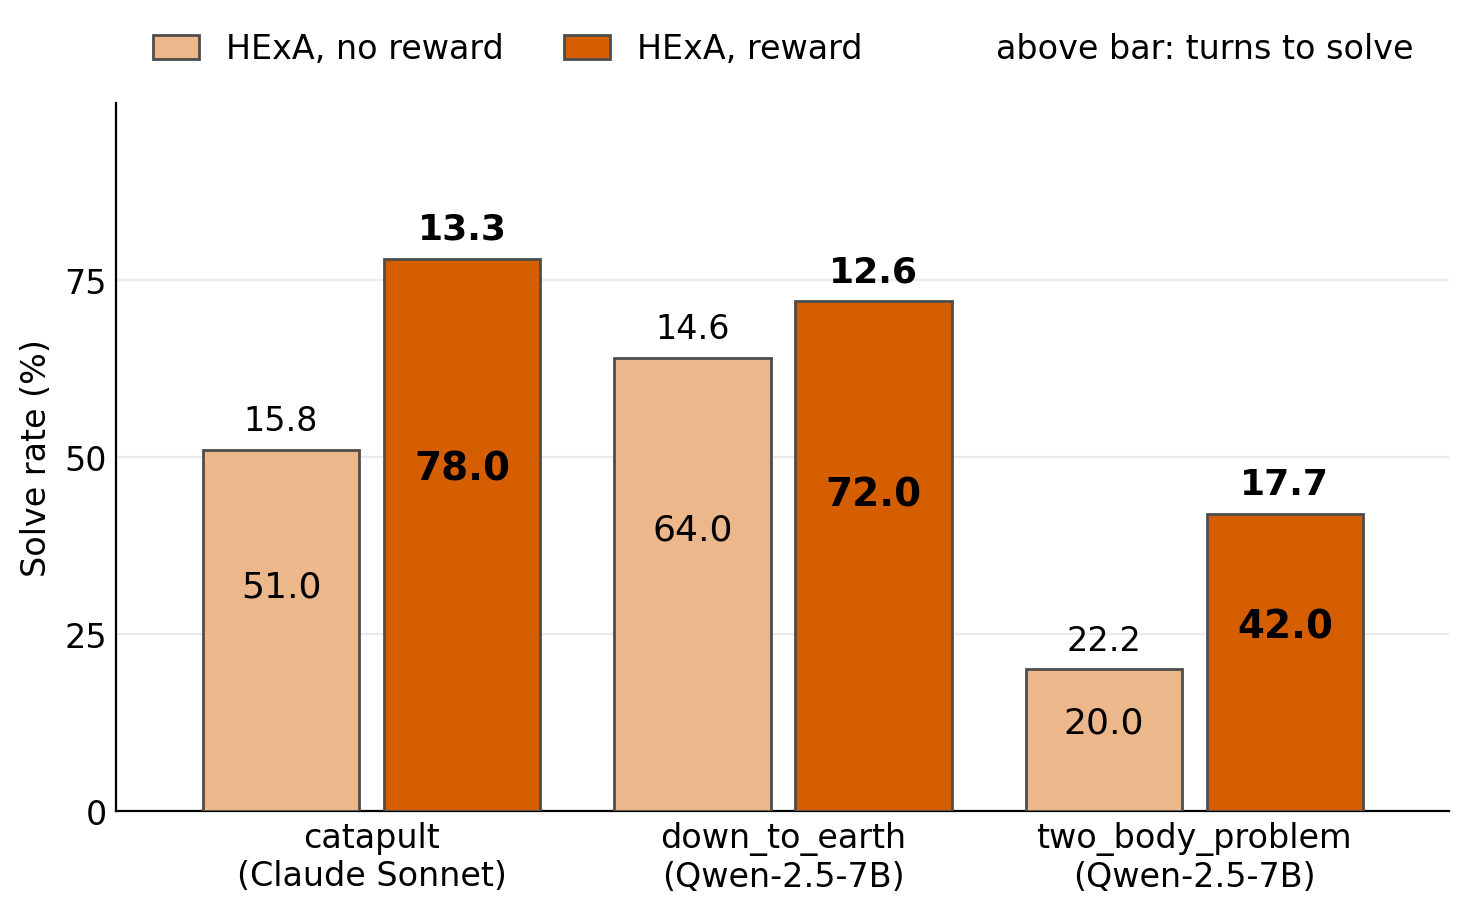 HExA, no reward
HExA, reward
above bar: turns to solve
Solve rate (%)
75
50
25
0
15.8
51.0
13.3
78.0
14.6
64.0
12.6
72.0
22.2
20.0
17.7
42.0
catapult
(Claude Sonnet)
down_to_earth
(Qwen-2.5-7B)
two_body_problem
(Qwen-2.5-7B)